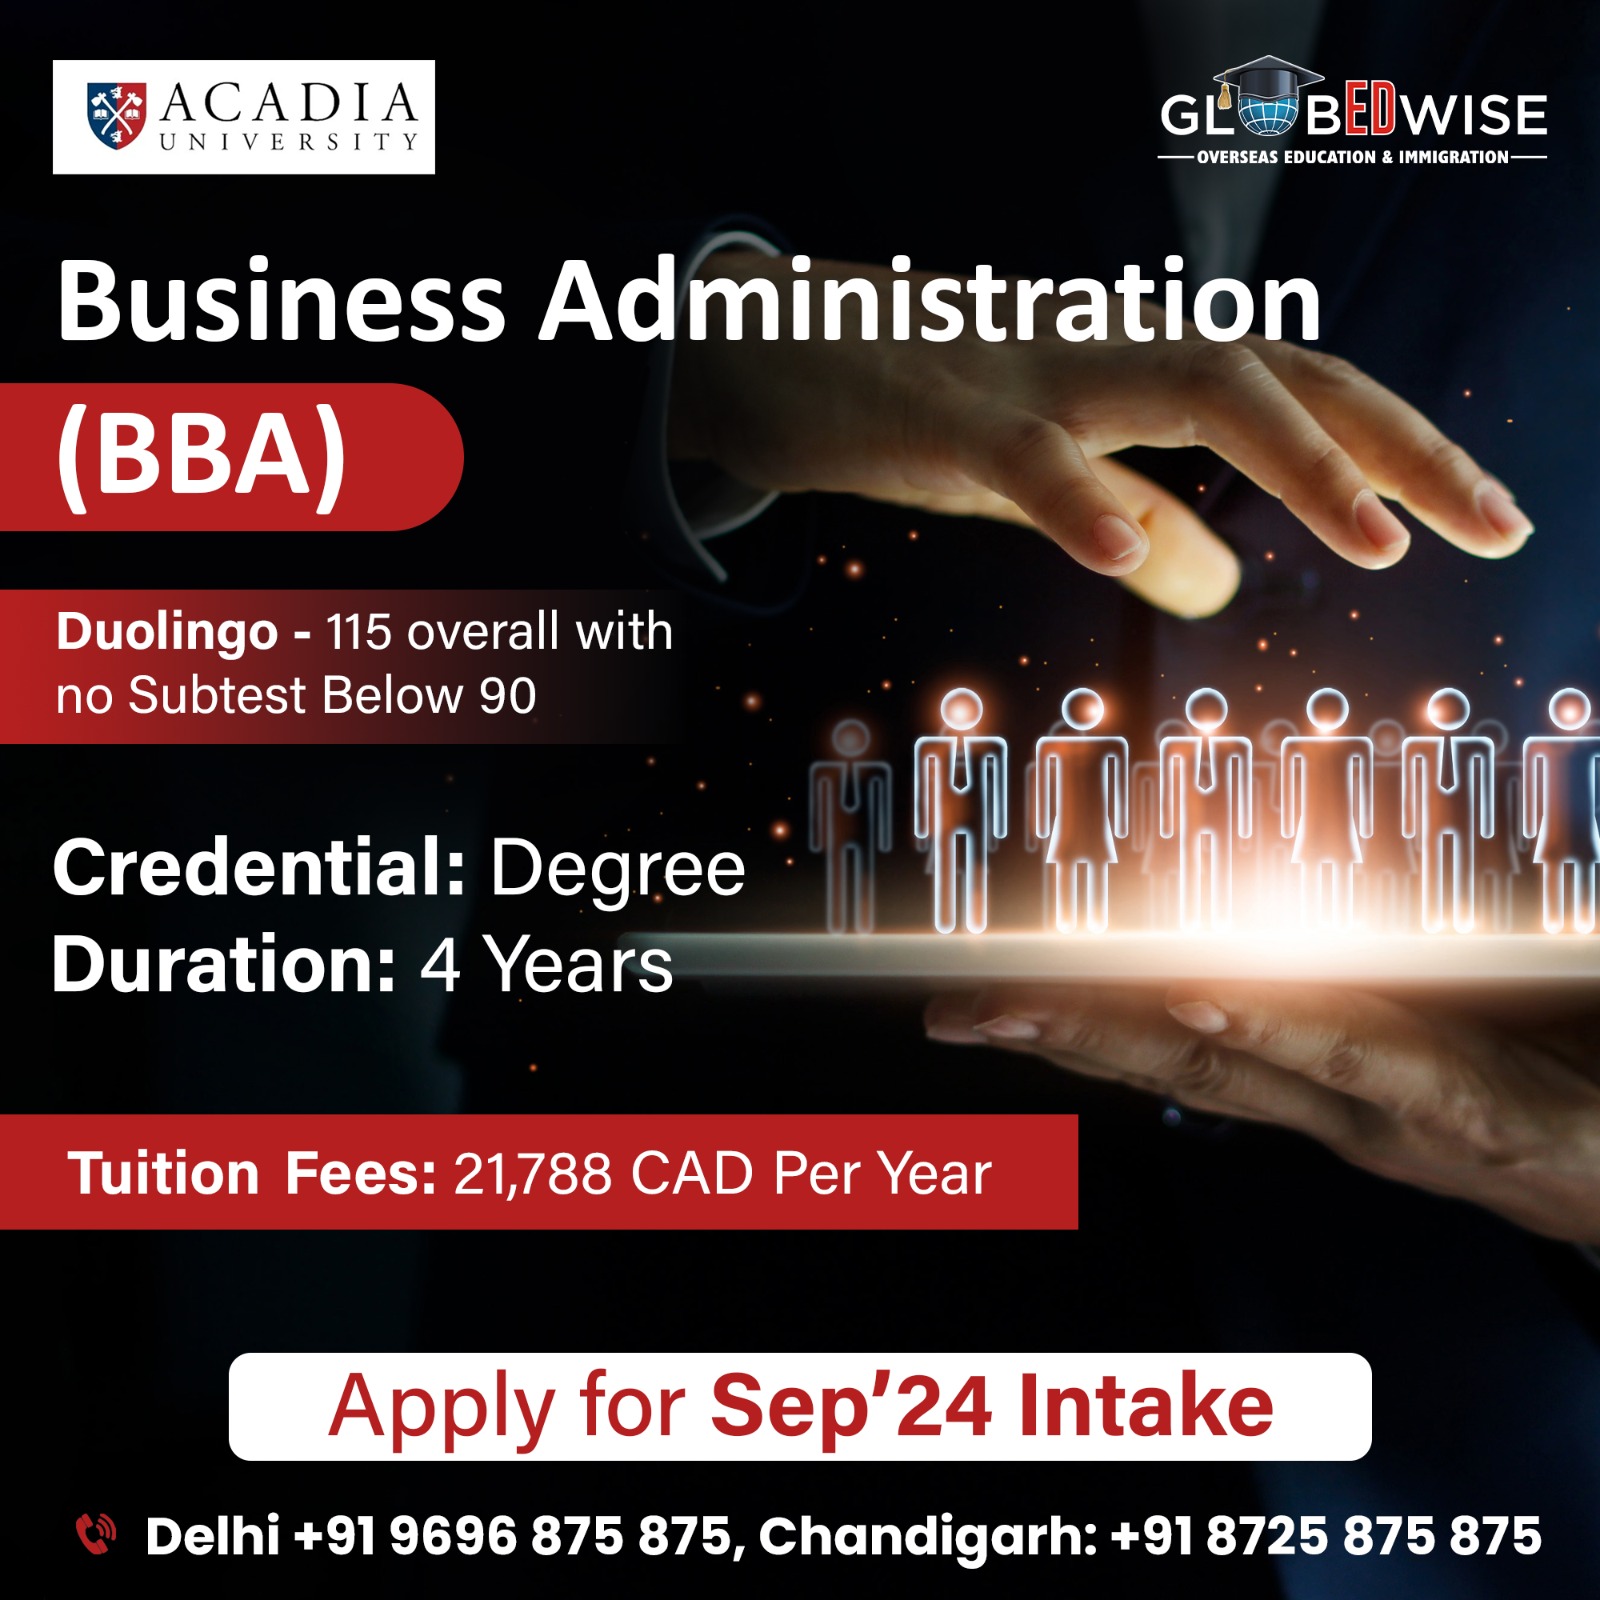 ACADIA
UNIVERSITY
GLOBEDWISE
OVERSEAS EDUCATION & IMMIGRATION
Business Administration
(BBA)
Duolingo - 115 overall with
no Subtest Below 90
Credential: Degree
Duration: 4 Years
Tuition Fees: 21,788 CAD Per Year
Apply for Sep’24 Intake
Delhi +91 9696 875 875, Chandigarh: +91 8725 875 875